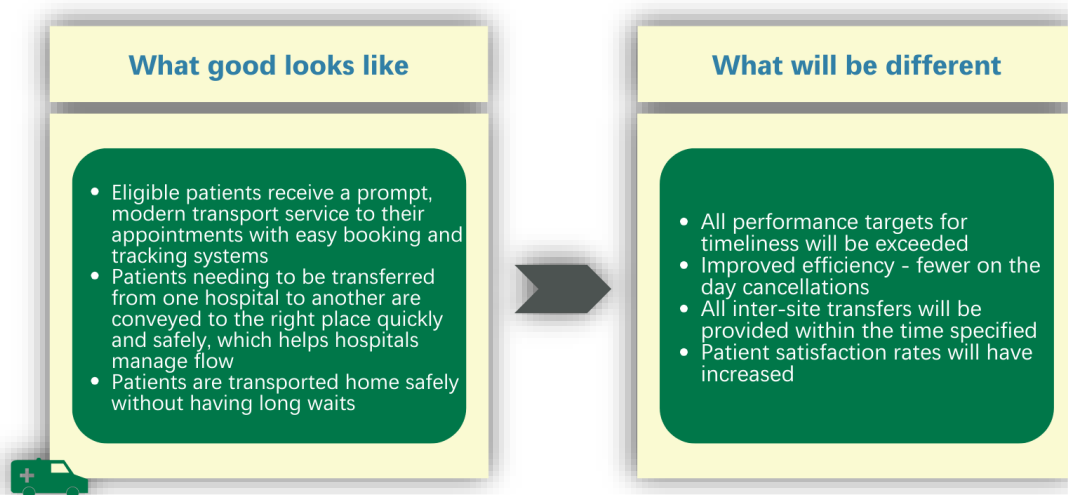 What good looks like
• Eligible patients receive a prompt,
modern transport service to their
appointments with easy booking and
tracking systems
• Patients needing to be transferred
from one hospital to another are
conveyed to the right place quickly
and safely, which helps hospitals
manage flow
• Patients are transported home safely
without having long waits
What will be different
• All performance targets for
timeliness will be exceeded
• Improved efficiency - fewer on the
day cancellations
• All inter-site transfers will be
provided within the time specified
• Patient satisfaction rates will have
increased